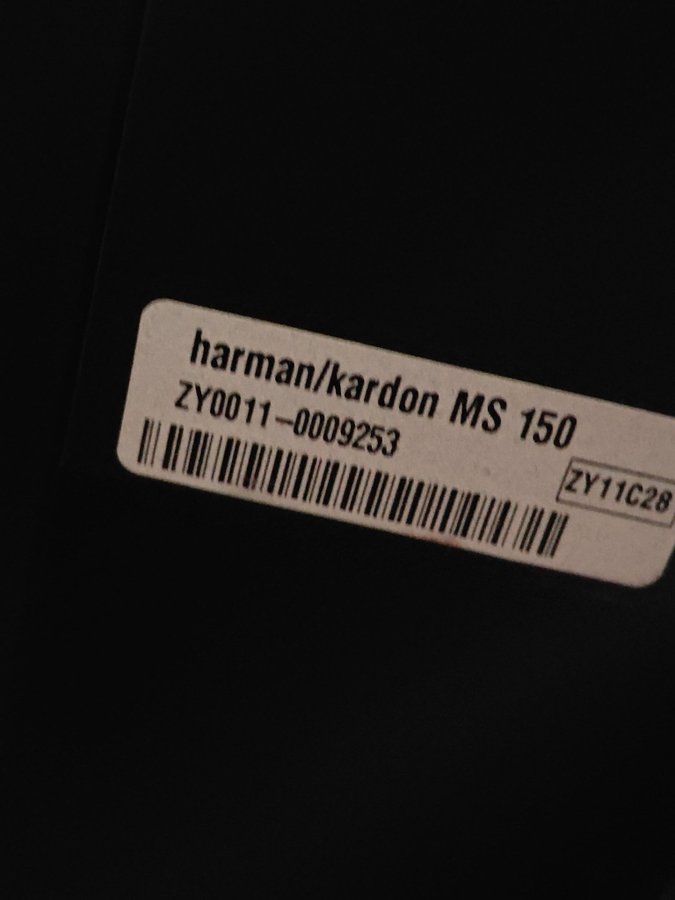 harman/kardon MS 150
ZY0011-0009253
ZY11C28